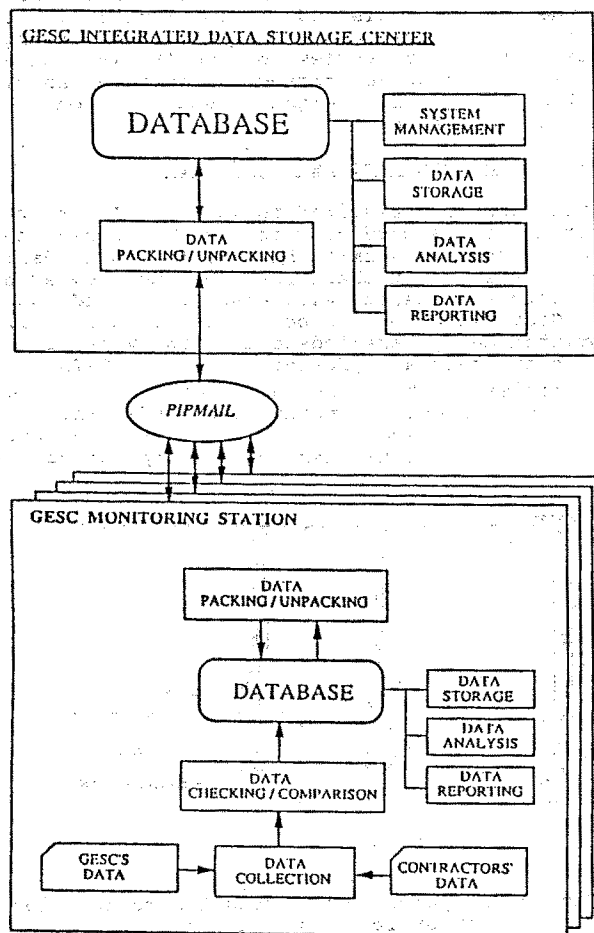 GESC INTEGRATED DATA STORAGE CENTER
DATABASE
SYSTEM
MANAGEMENT
DATA
STORAGE
DATA
PACKING / UNPACKING
DATA
ANALYSIS
DATA
REPORTING
PIPMAIL
GESC MONITORING STATION
DATA
PACKING / UNPACKING
DATABASE
DATA
STORAGE
DATA
ANALYSIS
DATA
REPORTING
DATA
CHECKING / COMPARISON
GESC'S
DATA
DATA
COLLECTION
CONTRACTORS'
DATA